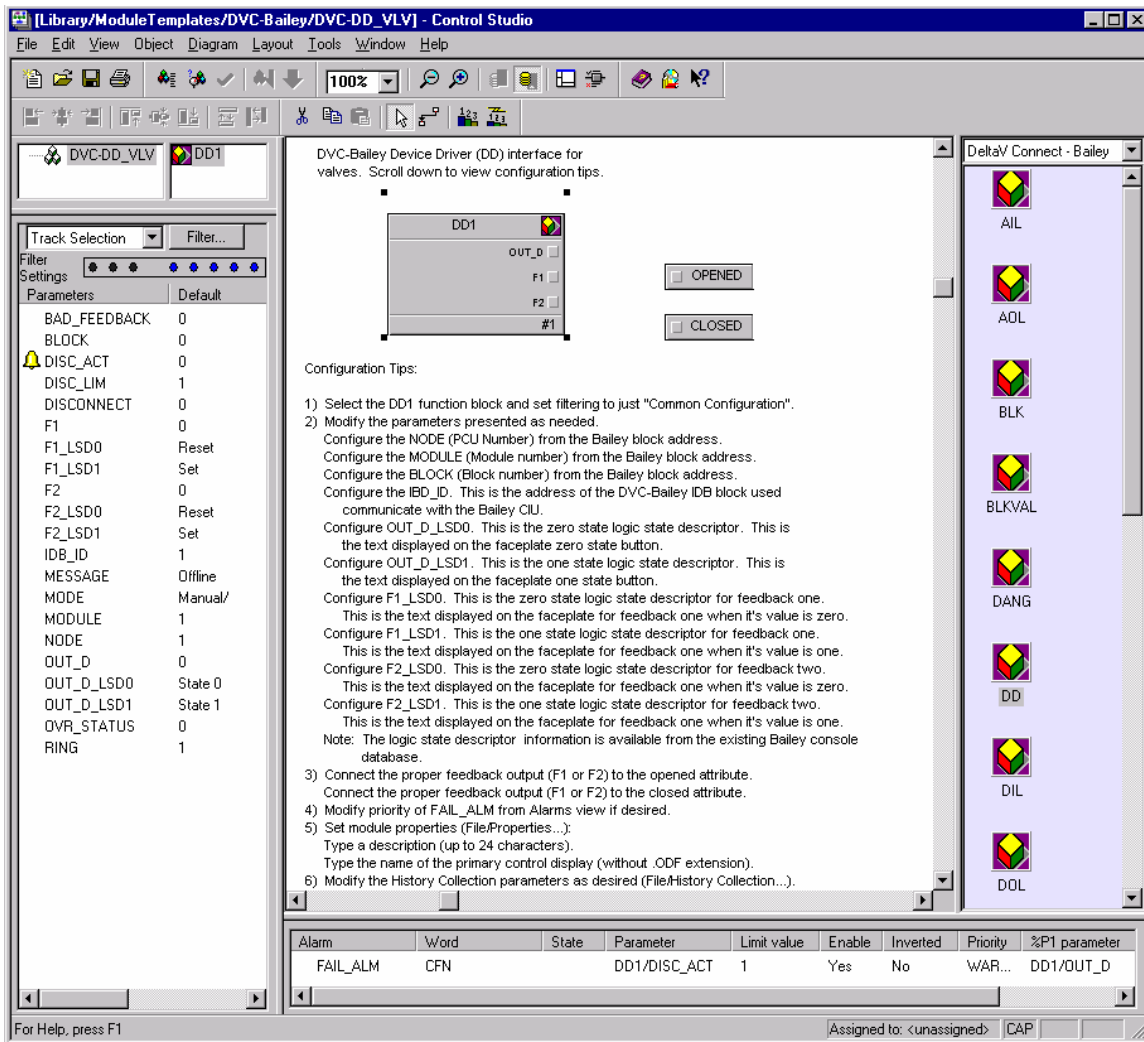 [Library/ModuleTemplates/DVC-Bailey/DVC-DD_VLV] - Control Studio
File Edit View Object Diagram Layout Tools Window Help
100%
DVC-DD_VLV DD1
Track Selection Filter...
Filter
Settings
Parameters Default
BAD_FEEDBACK 0
BLOCK 0
DISC_ACT 0
DISC_LIM 1
DISCONNECT 0
F1 0
F1_LSD0 Reset
F1_LSD1 Set
F2 0
F2_LSD0 Reset
F2_LSD1 Set
IDB_ID 1
MESSAGE Offline
MODE Manual/
MODULE 1
NODE 1
OUT_D 0
OUT_D_LSD0 State 0
OUT_D_LSD1 State 1
OVR_STATUS 0
RING 1
DVC-Bailey Device Driver (DD) interface for
valves. Scroll down to view configuration tips.
DD1
OUT_D
F1
F2
#1
OPENED
CLOSED
Configuration Tips:
1) Select the DD1 function block and set filtering to just "Common Configuration".
2) Modify the parameters presented as needed.
Configure the NODE (PCU Number) from the Bailey block address.
Configure the MODULE (Module number) from the Bailey block address.
Configure the BLOCK (Block number) from the Bailey block address.
Configure the IBD_ID. This is the address of the DVC-Bailey IDB block used
communicate with the Bailey CIU.
Configure OUT_D_LSD0. This is the zero state logic state descriptor. This is
the text displayed on the faceplate zero state button.
Configure OUT_D_LSD1. This is the one state logic state descriptor. This is
the text displayed on the faceplate one state button.
Configure F1_LSD0. This is the zero state logic state descriptor for feedback one.
This is the text displayed on the faceplate for feedback one when it's value is zero.
Configure F1_LSD1. This is the one state logic state descriptor for feedback one.
This is the text displayed on the faceplate for feedback one when it's value is one.
Configure F2_LSD0. This is the zero state logic state descriptor for feedback two.
This is the text displayed on the faceplate for feedback one when it's value is zero.
Configure F2_LSD1. This is the one state logic state descriptor for feedback two.
This is the text displayed on the faceplate for feedback one when it's value is one.
Note: The logic state descriptor information is available from the existing Bailey console
database.
3) Connect the proper feedback output (F1 or F2) to the opened attribute.
Connect the proper feedback output (F1 or F2) to the closed attribute.
4) Modify priority of FAIL_ALM from Alarms view if desired.
5) Set module properties (File/Properties...):
Type a description (up to 24 characters).
Type the name of the primary control display (without .ODF extension).
6) Modify the History Collection parameters as desired (File/History Collection...).
DeltaV Connect - Bailey
AIL
AOL
BLK
BLKVAL
DANG
DD
DIL
DOL
Alarm Word State Parameter Limit value Enable Inverted Priority %P1 parameter
FAIL_ALM CFN DD1/DISC_ACT 1 Yes No WAR... DD1/OUT_D
For Help, press F1 Assigned to: <unassigned> CAP